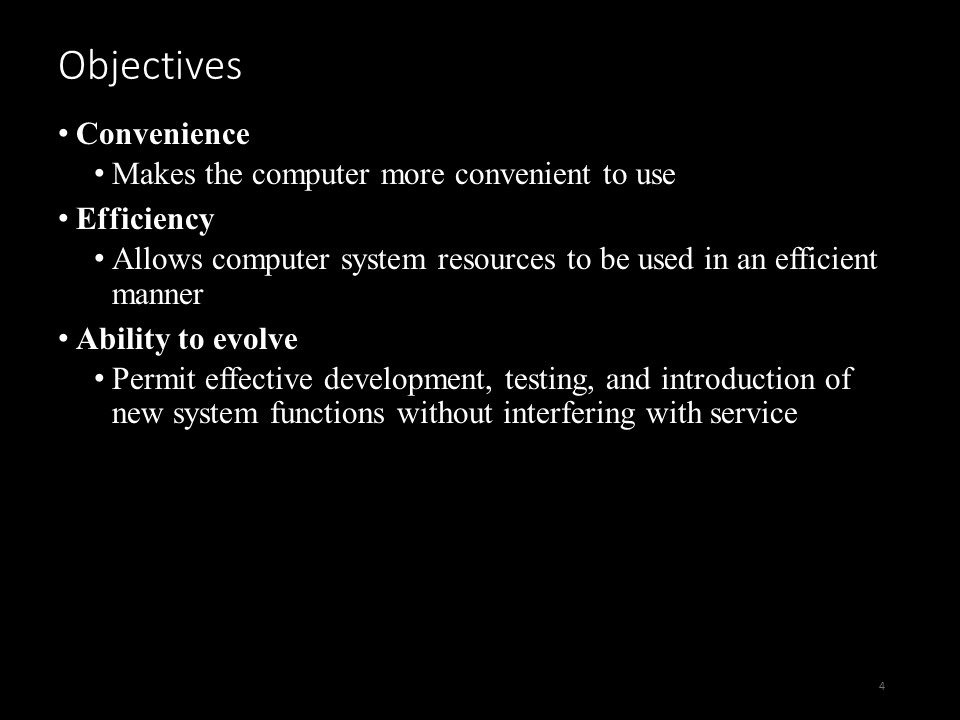 Objectives
• Convenience
• Makes the computer more convenient to use
• Efficiency
• Allows computer system resources to be used in an efficient
manner
• Ability to evolve
• Permit effective development, testing, and introduction of
new system functions without interfering with service
4